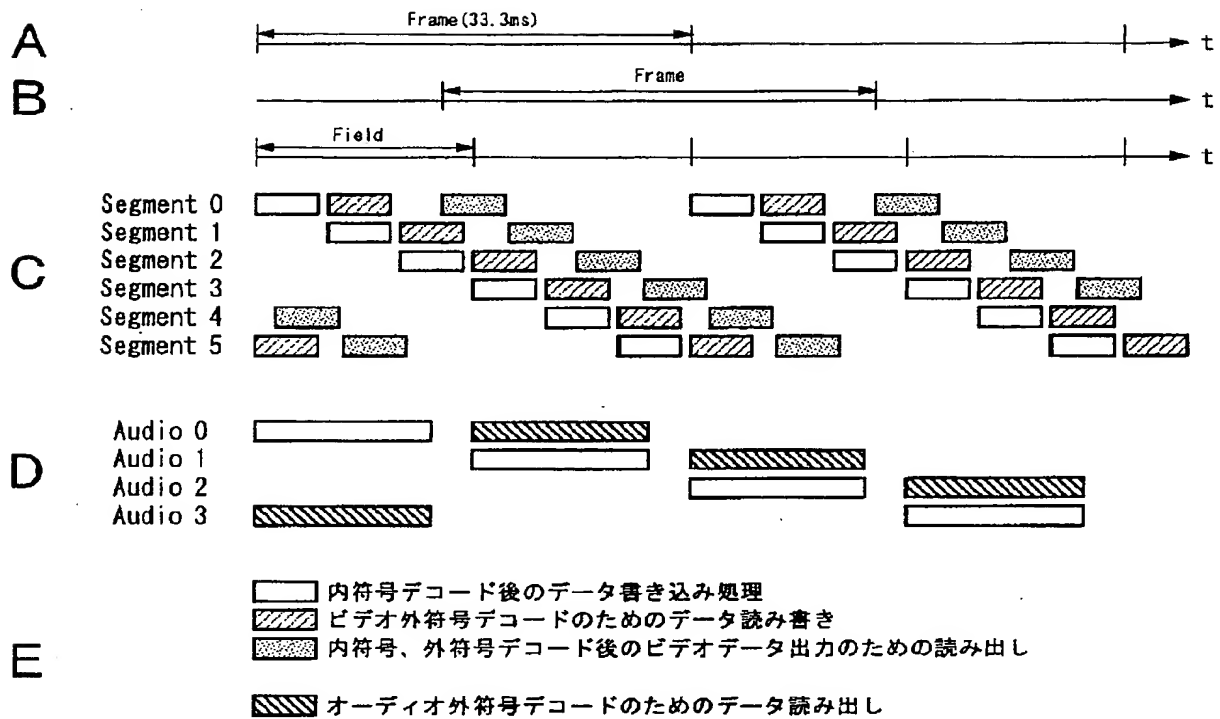 A
Frame(33.3ms)
t
B
Frame
t
Field
t
C
Segment 0
Segment 1
Segment 2
Segment 3
Segment 4
Segment 5
D
Audio 0
Audio 1
Audio 2
Audio 3
E
内符号デコード後のデータ書き込み処理
ビデオ外符号デコードのためのデータ読み書き
内符号、外符号デコード後のビデオデータ出力のための読み出し
オーディオ外符号デコードのためのデータ読み出し